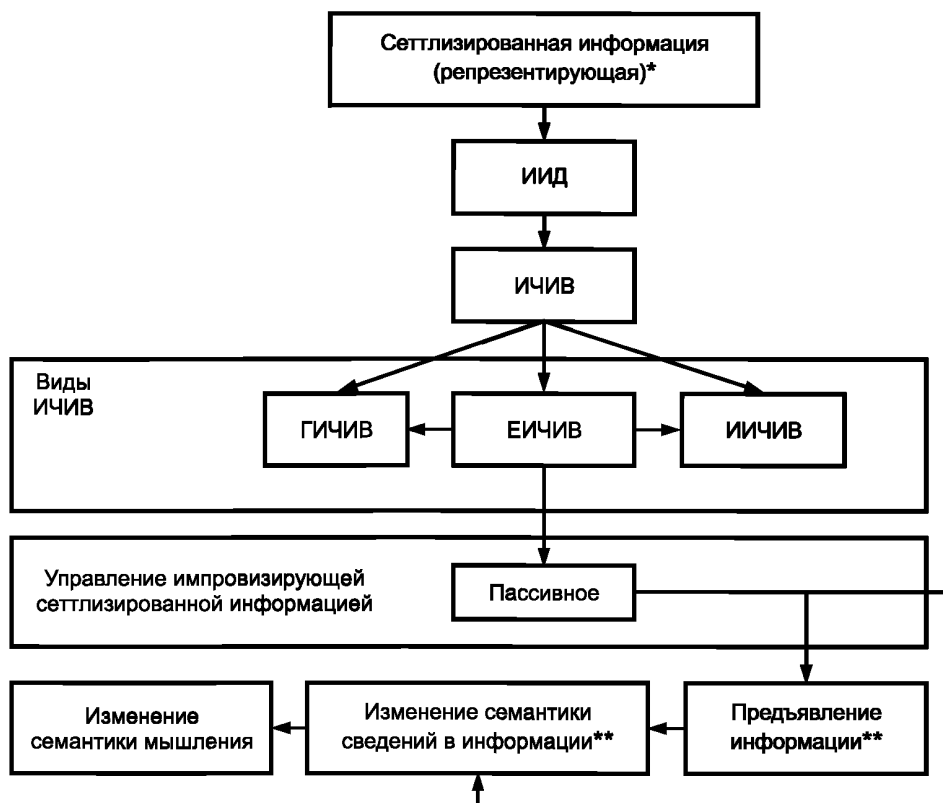 Сеттлизированная информация
(репрезентирующая)*
ИИД
ИЧИВ
Виды
ИЧИВ
ГИЧИВ
ЕИЧИВ
ИИЧИВ
Управление импровизирующей
сеттлизированной информацией
Пассивное
Изменение
семантики мышления
Изменение семантики
сведений в информации**
Предъявление
информации**